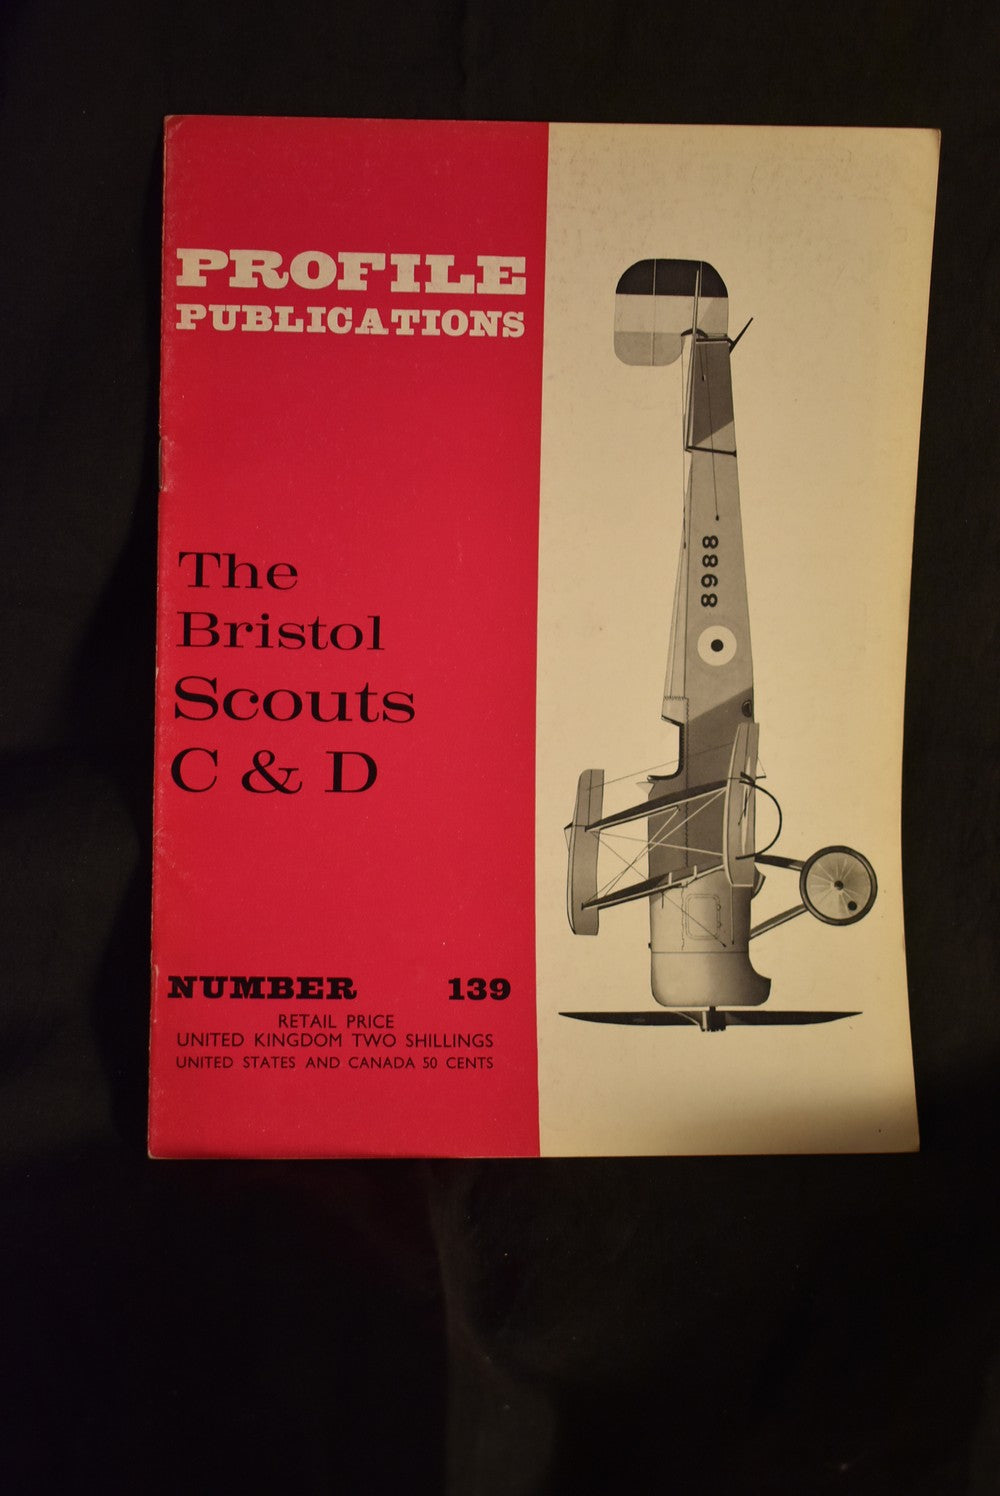 PROFILE
PUBLICATIONS
The
Bristol
Scouts
C & D
NUMBER 139
RETAIL PRICE
UNITED KINGDOM TWO SHILLINGS
UNITED STATES AND CANADA 50 CENTS
8988